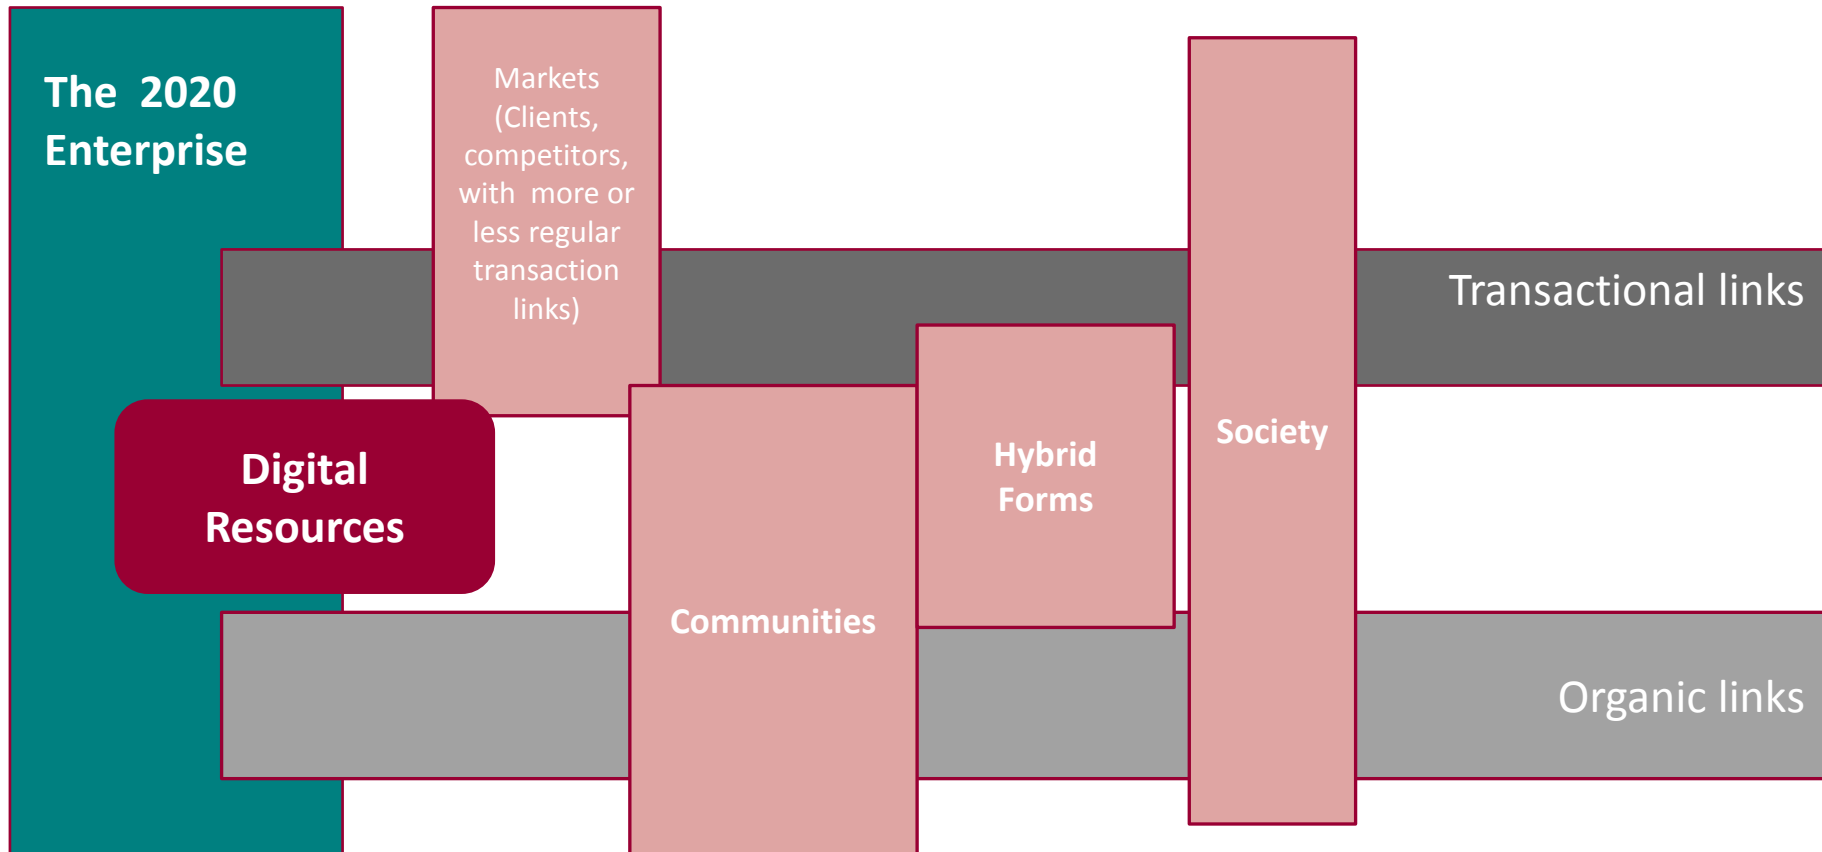 The  2020
Enterprise
Markets
(Clients,
competitors,
with  more or
less regular
transaction
links)
Transactional links
Digital
Resources
Communities
Hybrid
Forms
Society
Organic links